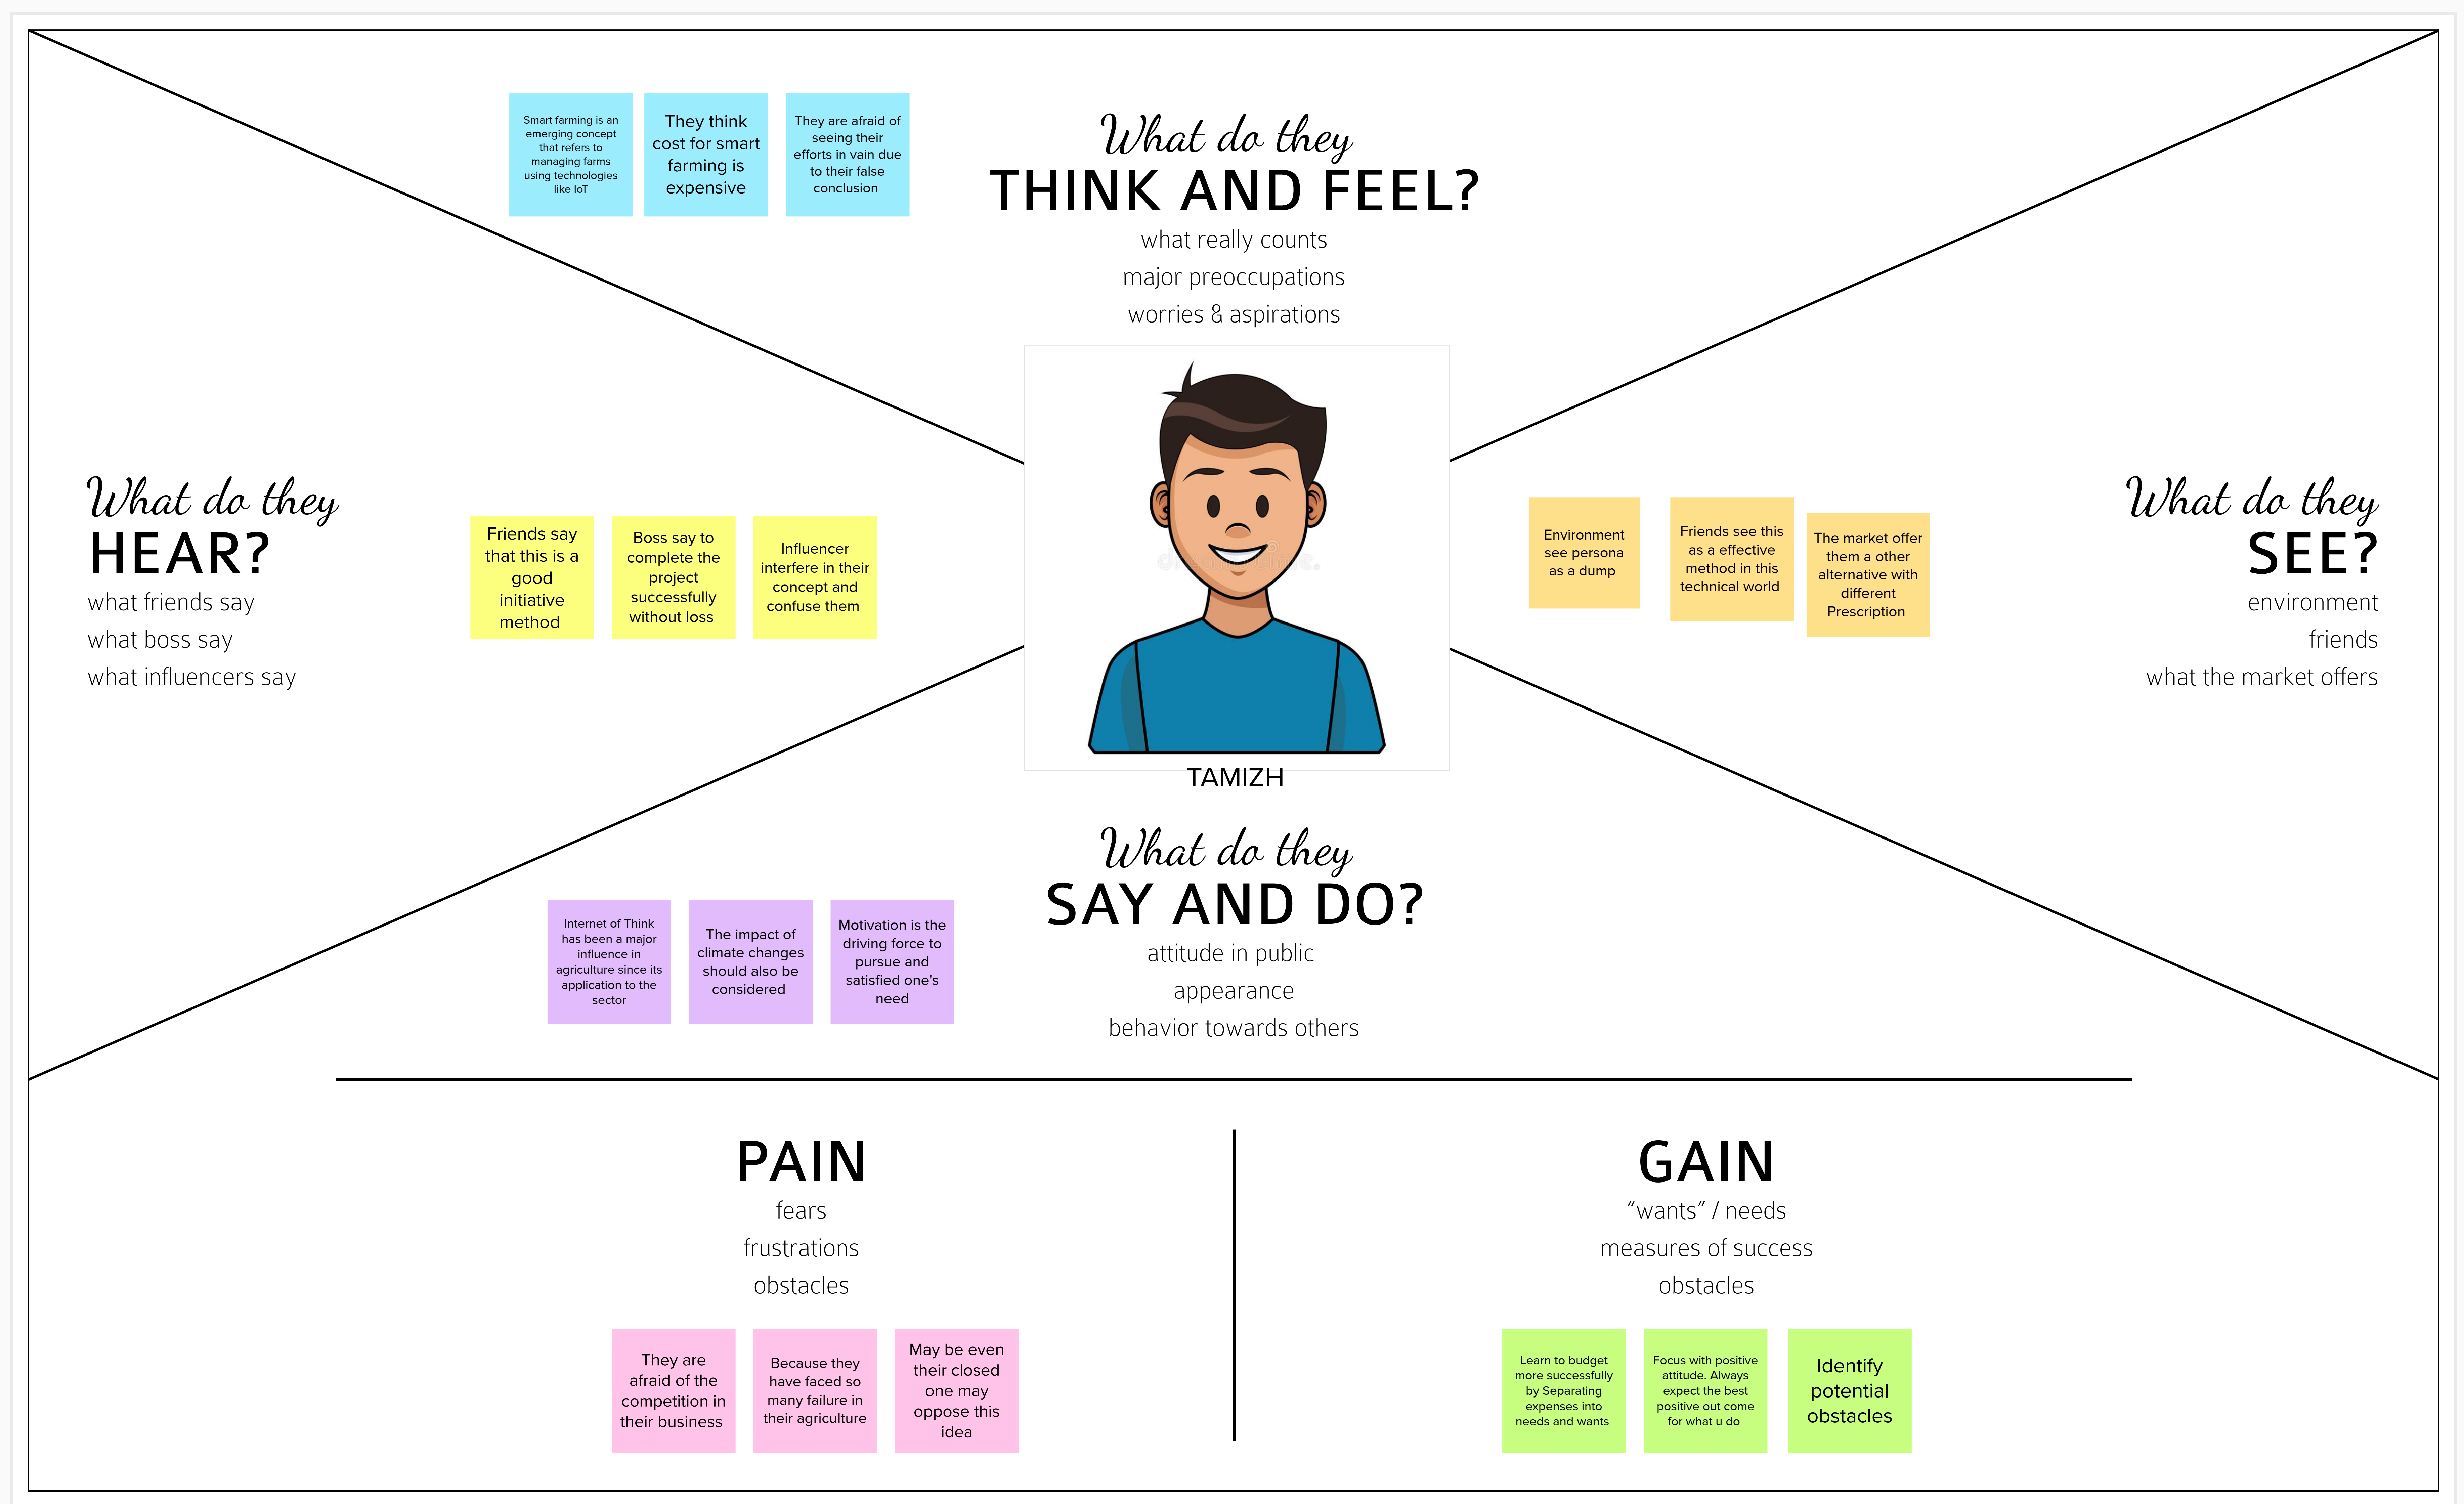 Smart farming is an
emerging concept
that refers to
managing farms
using technologies
like IoT
They think
cost for smart
farming is
expensive
They are afraid of
seeing their
efforts in vain due
to their false
conclusion
What do they
THINK AND FEEL?
what really counts
major preoccupations
worries & aspirations
What do they
HEAR?
what friends say
what boss say
what influencers say
Friends say
that this is a
good
initiative
method
Boss say to
complete the
project
successfully
without loss
Influencer
interfere in their
concept and
confuse them
TAMIZH
Environment
see persona
as a dump
Friends see this
as a effective
method in this
technical world
The market offer
them a other
alternative with
different
Prescription
What do they
SEE?
environment
friends
what the market offers
Internet of Think
has been a major
influence in
agriculture since its
application to the
sector
The impact of
climate changes
should also be
considered
Motivation is the
driving force to
pursue and
satisfied one's
need
What do they
SAY AND DO?
attitude in public
appearance
behavior towards others
PAIN
fears
frustrations
obstacles
They are
afraid of the
competition in
their business
Because they
have faced so
many failure in
their agriculture
May be even
their closed
one may
oppose this
idea
GAIN
“wants” / needs
measures of success
obstacles
Learn to budget
more successfully
by Separating
expenses into
needs and wants
Focus with positive
attitude. Always
expect the best
positive out come
for what u do
Identify
potential
obstacles